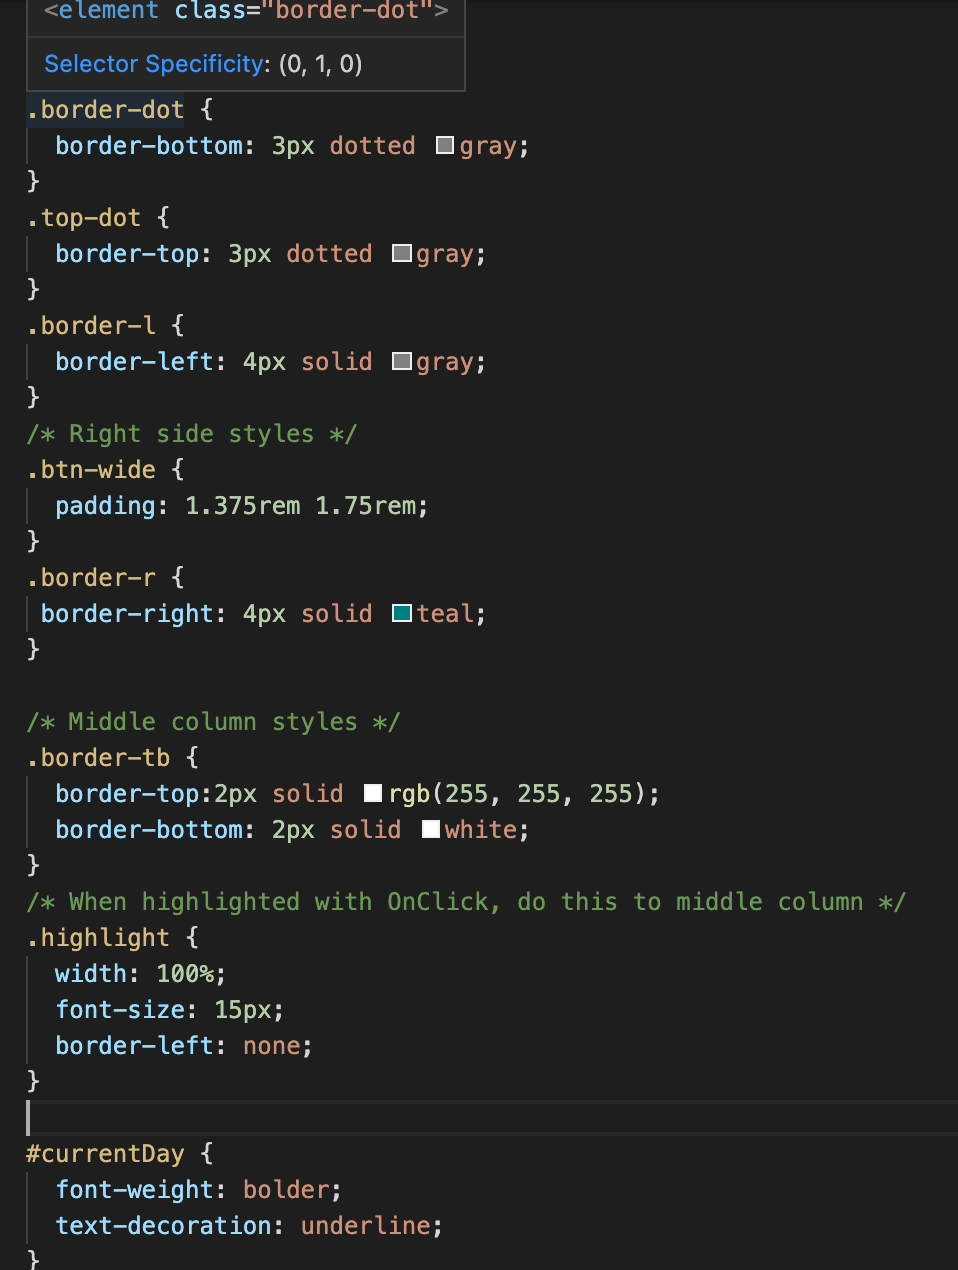 <element class="border-dot">
Selector Specificity: (0, 1, 0)
.border-dot {
  border-bottom: 3px dotted gray;
}
.top-dot {
  border-top: 3px dotted gray;
}
.border-l {
  border-left: 4px solid gray;
}
/* Right side styles */
.btn-wide {
  padding: 1.375rem 1.75rem;
}
.border-r {
 border-right: 4px solid teal;
}
/* Middle column styles */
.border-tb {
  border-top:2px solid rgb(255, 255, 255);
  border-bottom: 2px solid white;
}
/* When highlighted with OnClick, do this to middle column */
.highlight {
  width: 100%;
  font-size: 15px;
  border-left: none;
}
#currentDay {
  font-weight: bolder;
  text-decoration: underline;
}